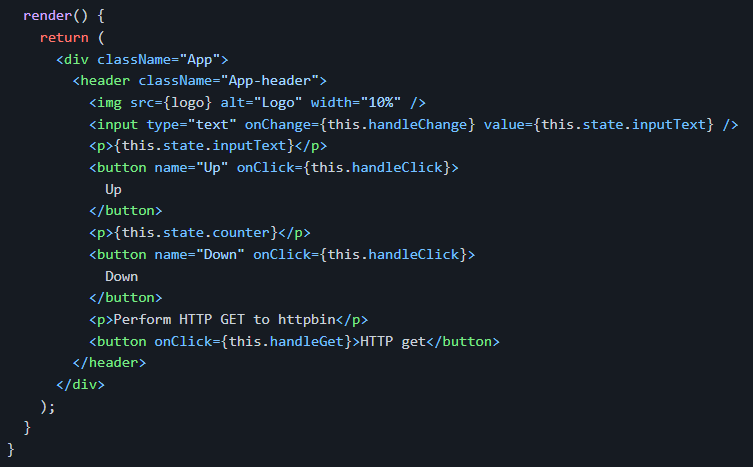 render() {
    return (
      <div className="App">
        <header className="App-header">
          <img src={logo} alt="Logo" width="10%" />
          <input type="text" onChange={this.handleChange} value={this.state.inputText} />
          <p>{this.state.inputText}</p>
          <button name="Up" onClick={this.handleClick}>
            Up
          </button>
          <p>{this.state.counter}</p>
          <button name="Down" onClick={this.handleClick}>
            Down
          </button>
          <p>Perform HTTP GET to httpbin</p>
          <button onClick={this.handleGet}>HTTP get</button>
        </header>
      </div>
    );
  }
}